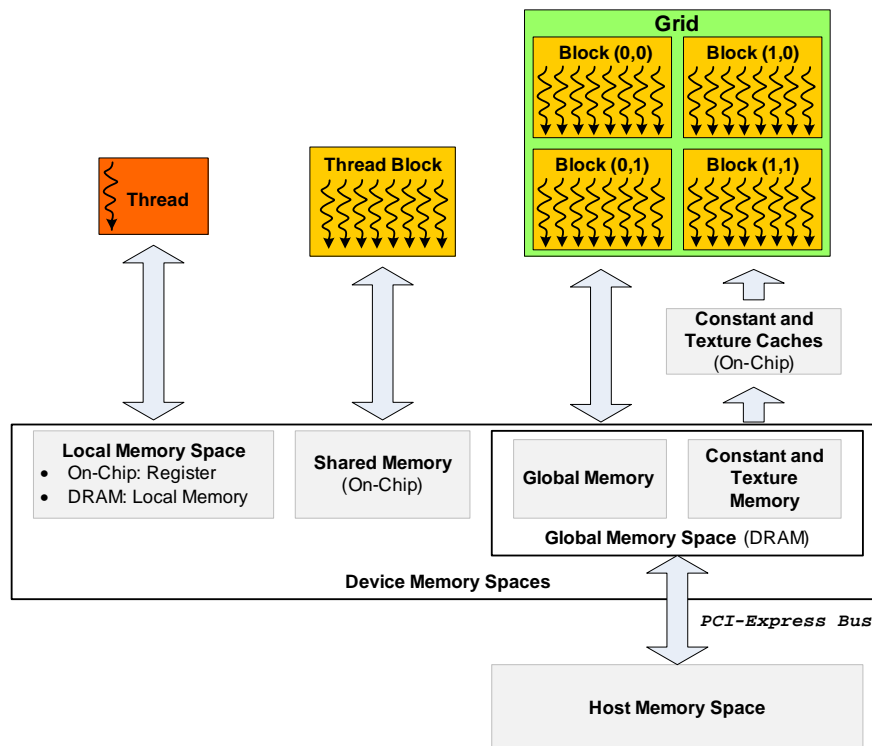 Grid
Block (0,0)
Block (1,0)
Block (0,1)
Block (1,1)
Thread
Thread Block
Constant and
Texture Caches
(On-Chip)
Local Memory Space
• On-Chip: Register
• DRAM: Local Memory
Shared Memory
(On-Chip)
Global Memory
Constant and
Texture
Memory
Global Memory Space (DRAM)
Device Memory Spaces
PCI-Express Bus
Host Memory Space